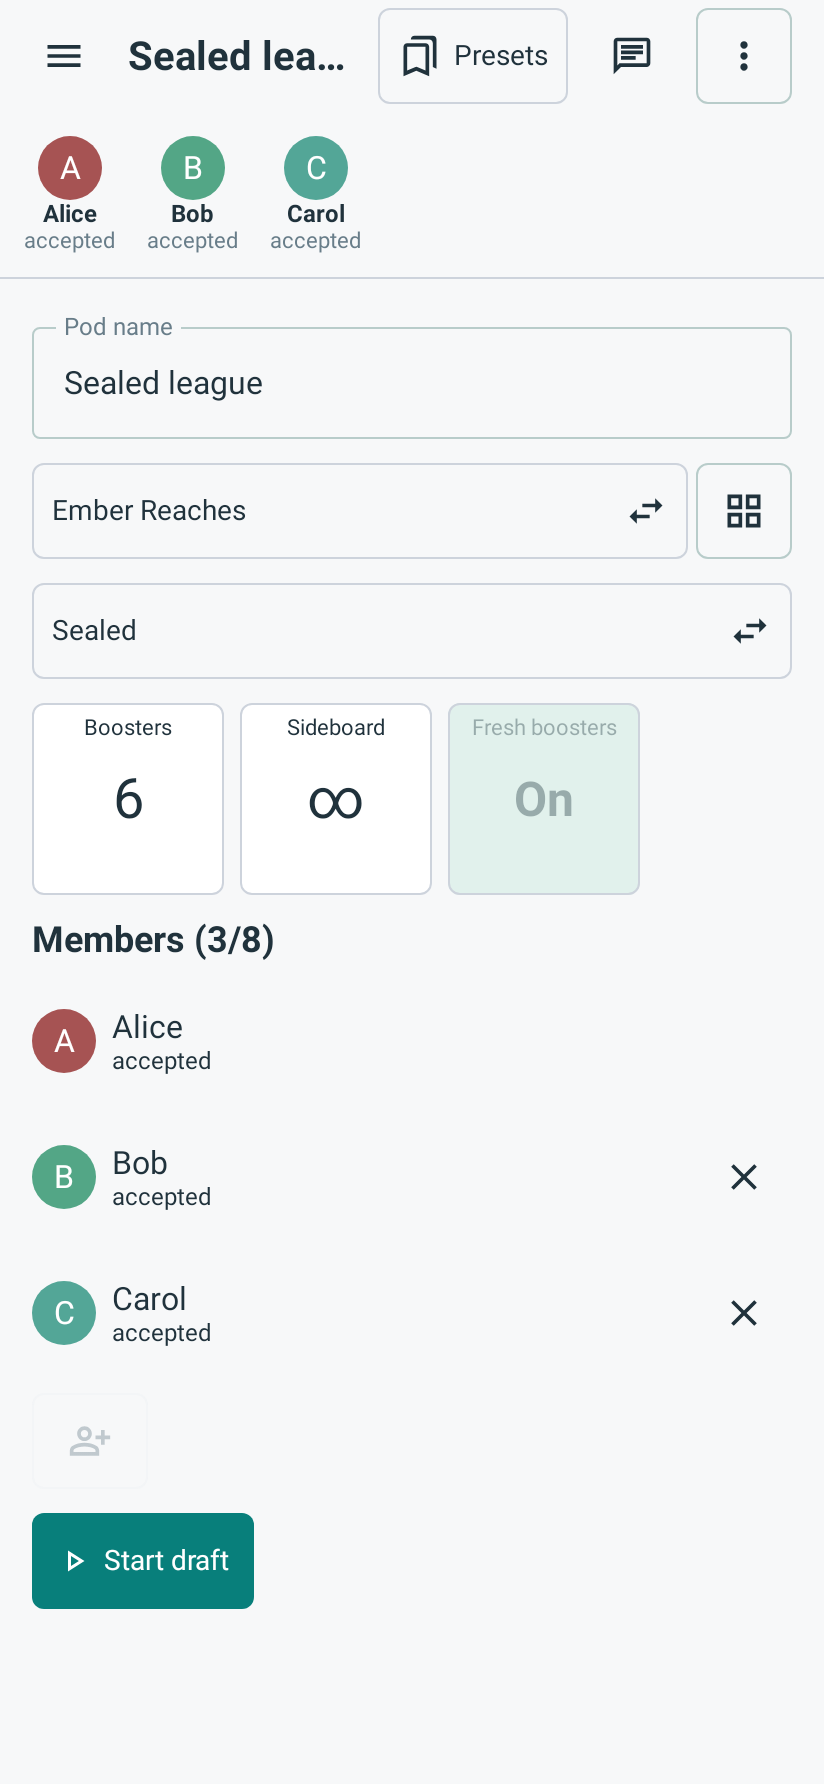 Sealed lea...
Presets
A
B
C
Alice
Bob
Carol
accepted
accepted
accepted
Pod name
Sealed league
Ember Reaches
Sealed
Boosters
Sideboard
Fresh boosters
6
∞
On
Members (3/8)
A
Alice
accepted
B
Bob
accepted
C
Carol
accepted
Start draft